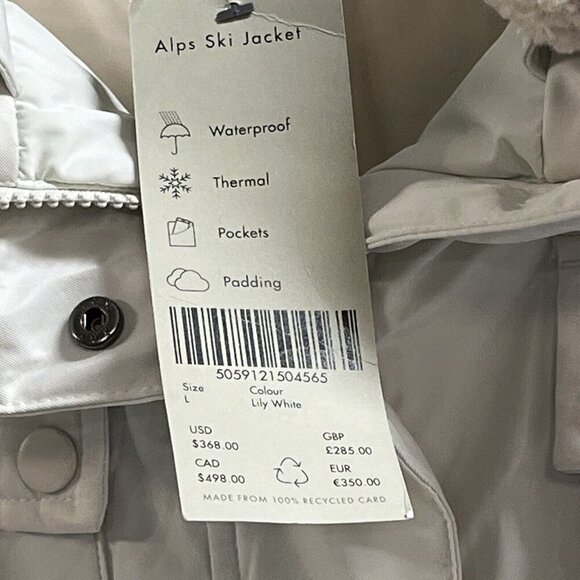 Alps Ski Jacket
Waterproof
Thermal
Pockets
Padding
5059121504565
Size
L
Colour
Lily White
USD
$368.00
GBP
£285.00
CAD
$498.00
EUR
€350.00
MADE FROM 100% RECYCLED CARD